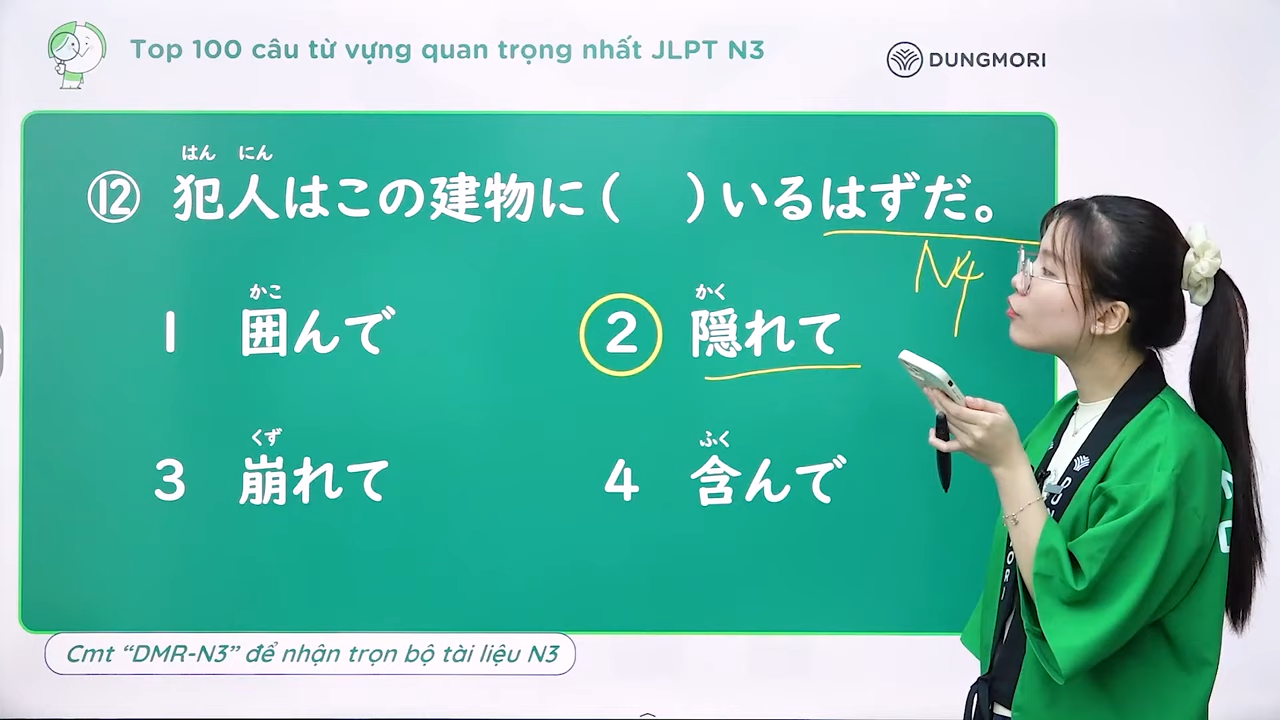 Top 100 câu từ vựng quan trọng nhất JLPT N3
DUNGMORI
はん にん
⑫ 犯人はこの建物に( )いるはずだ。
N4
かこ
1 囲んで
かく
2 隠れて
くず
3 崩れて
ふく
4 含んで
Cmt “DMR-N3” để nhận trọn bộ tài liệu N3